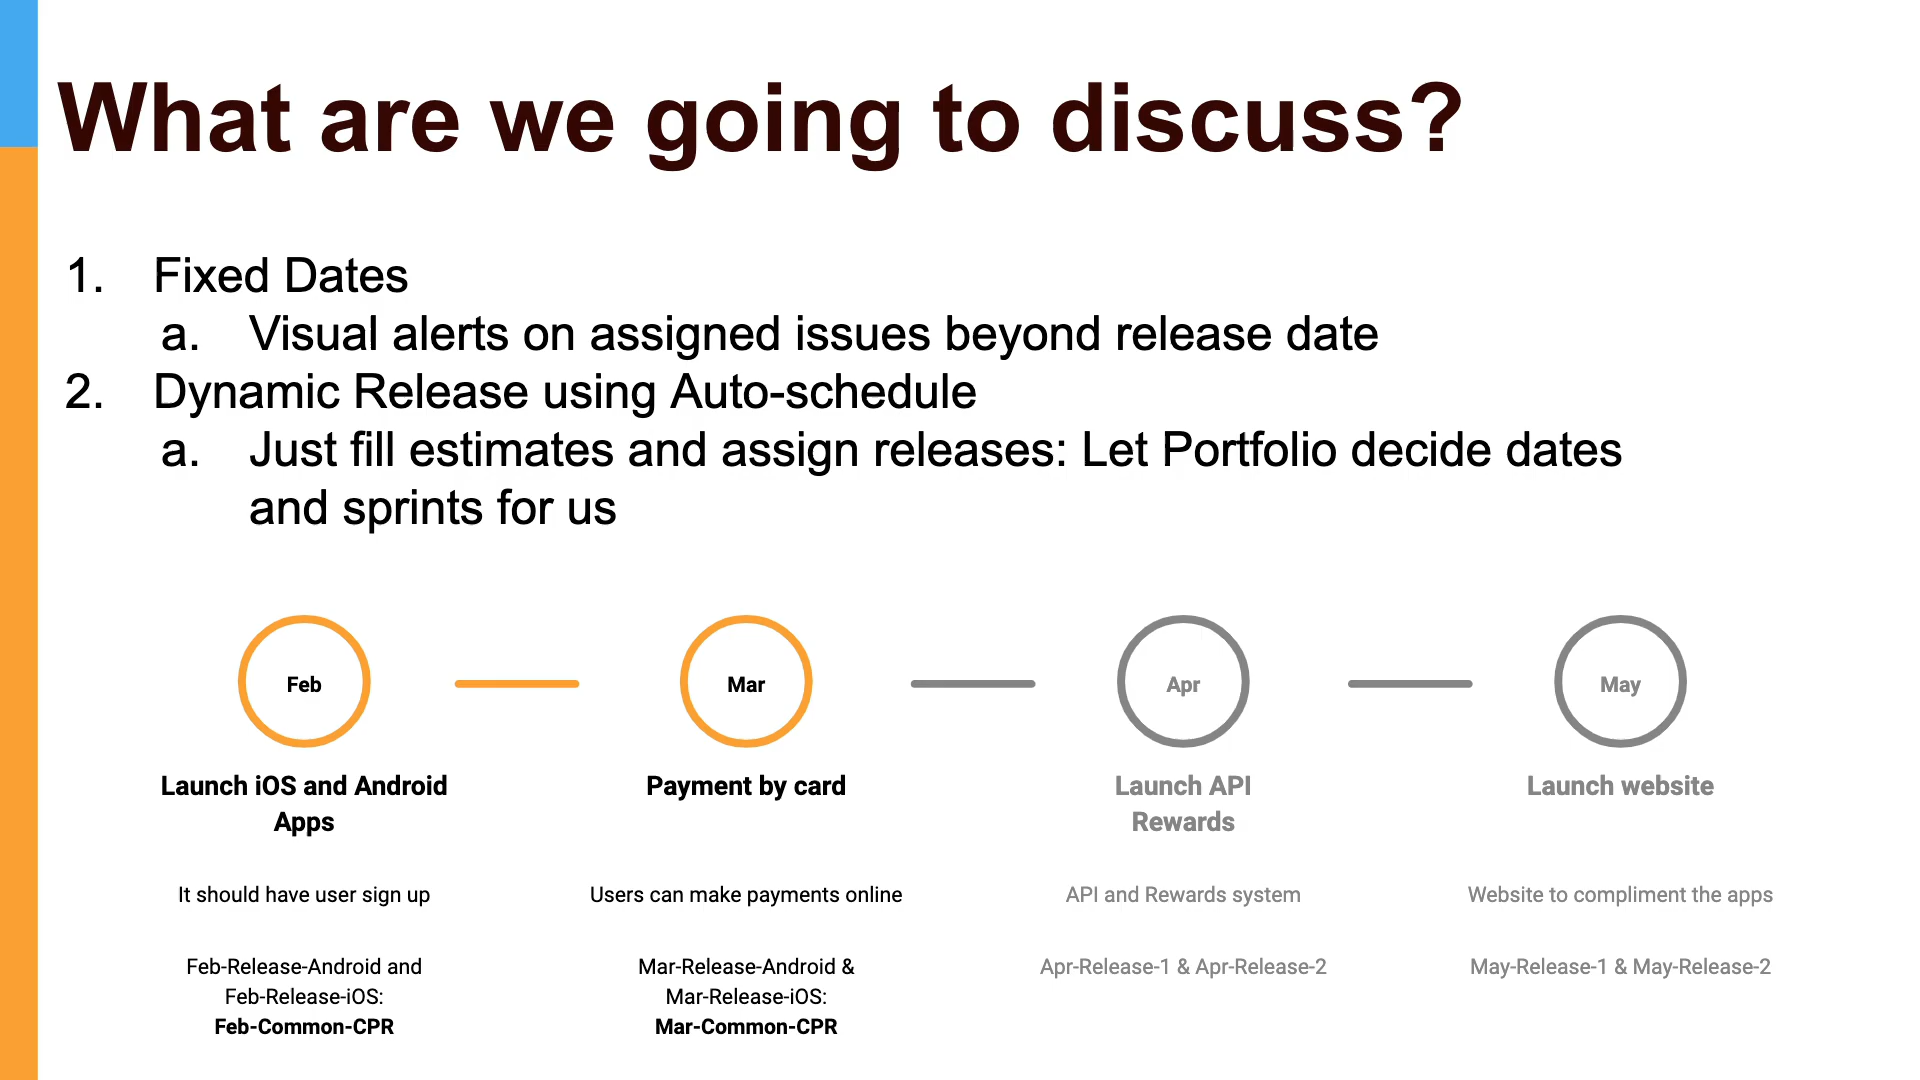 What are we going to discuss?
1. Fixed Dates
a. Visual alerts on assigned issues beyond release date
2. Dynamic Release using Auto-schedule
a. Just fill estimates and assign releases: Let Portfolio decide dates
and sprints for us
Feb
Launch iOS and Android
Apps
It should have user sign up
Feb-Release-Android and
Feb-Release-iOS:
Feb-Common-CPR
Mar
Payment by card
Users can make payments online
Mar-Release-Android &
Mar-Release-iOS:
Mar-Common-CPR
Apr
Launch API
Rewards
API and Rewards system
Apr-Release-1 & Apr-Release-2
May
Launch website
Website to compliment the apps
May-Release-1 & May-Release-2